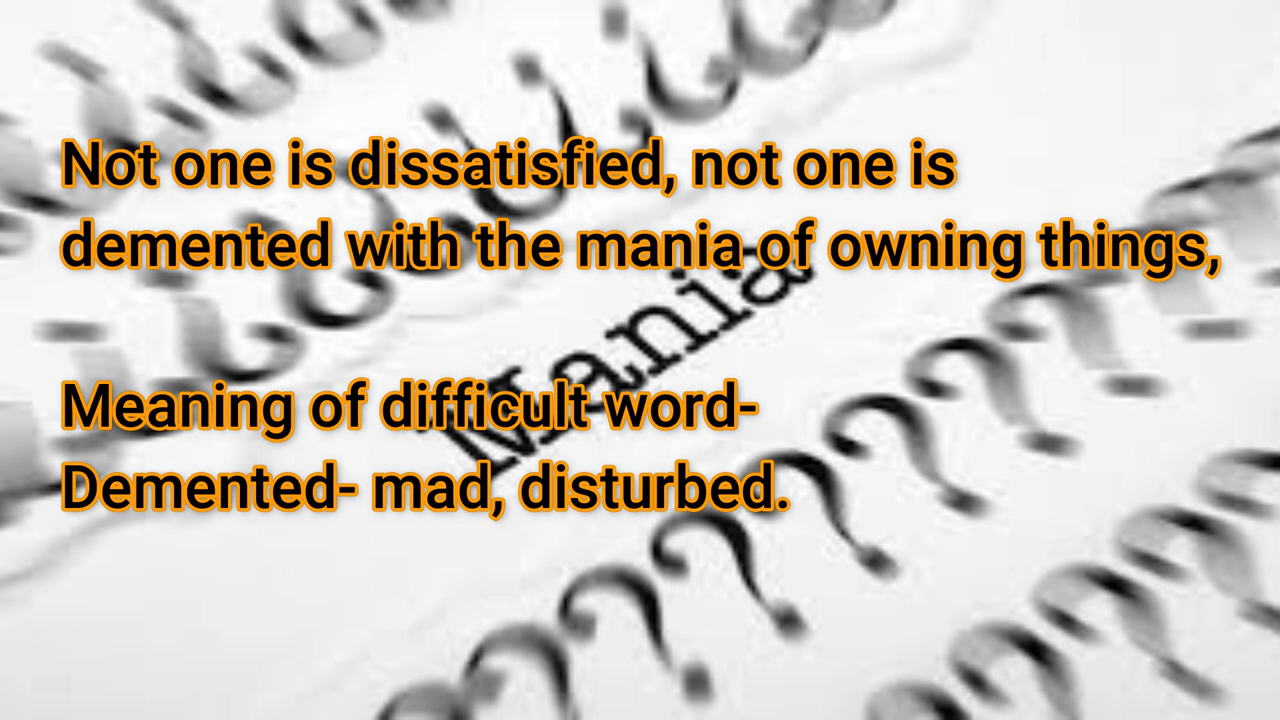 Not one is dissatisfied, not one is
demented with the mania of owning things,
Mania
Meaning of difficult word-
Demented- mad, disturbed.
????????